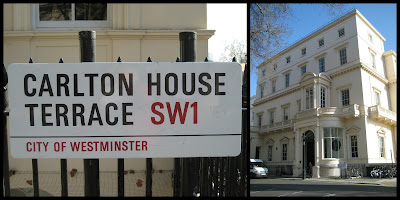 CARLTON HOUSE
TERRACE SW1
CITY OF WESTMINSTER